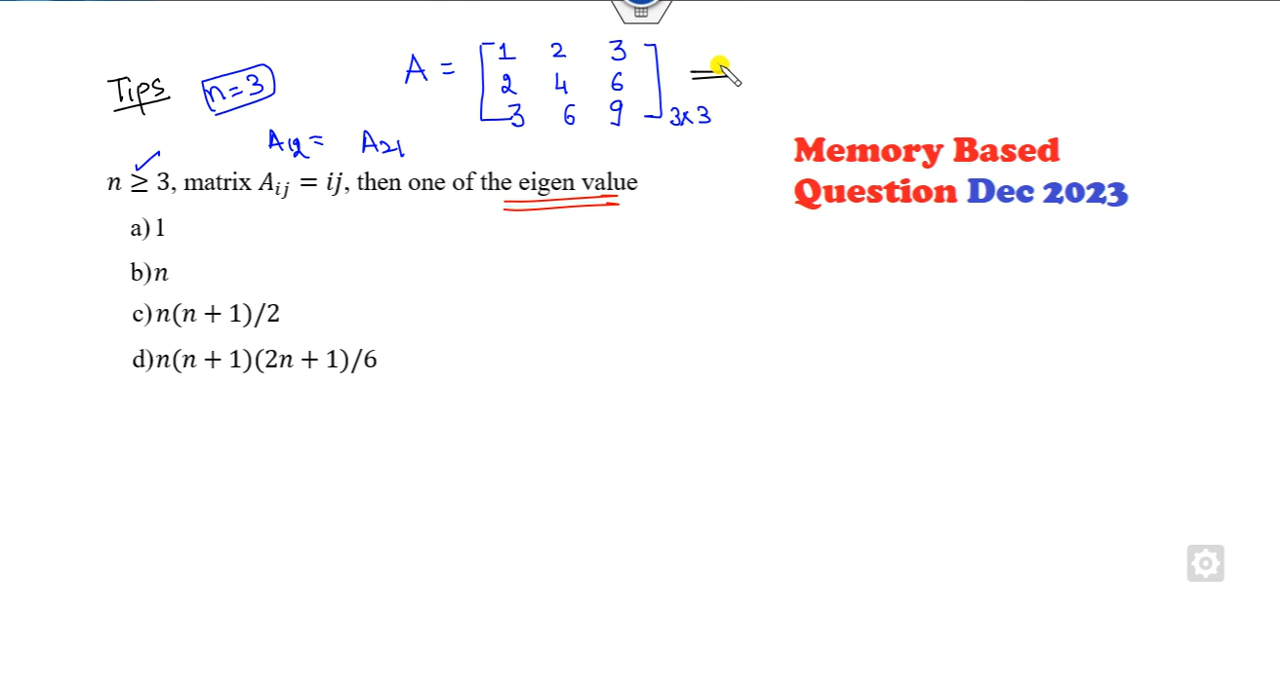 Tips n=3
A = [1 2 3
2 4 6
3 6 9] 3x3 =
A12 = A21
n ≥ 3, matrix Aij = ij, then one of the eigen value
a)1
b)n
c)n(n + 1)/2
d)n(n + 1)(2n + 1)/6
Memory Based
Question Dec 2023